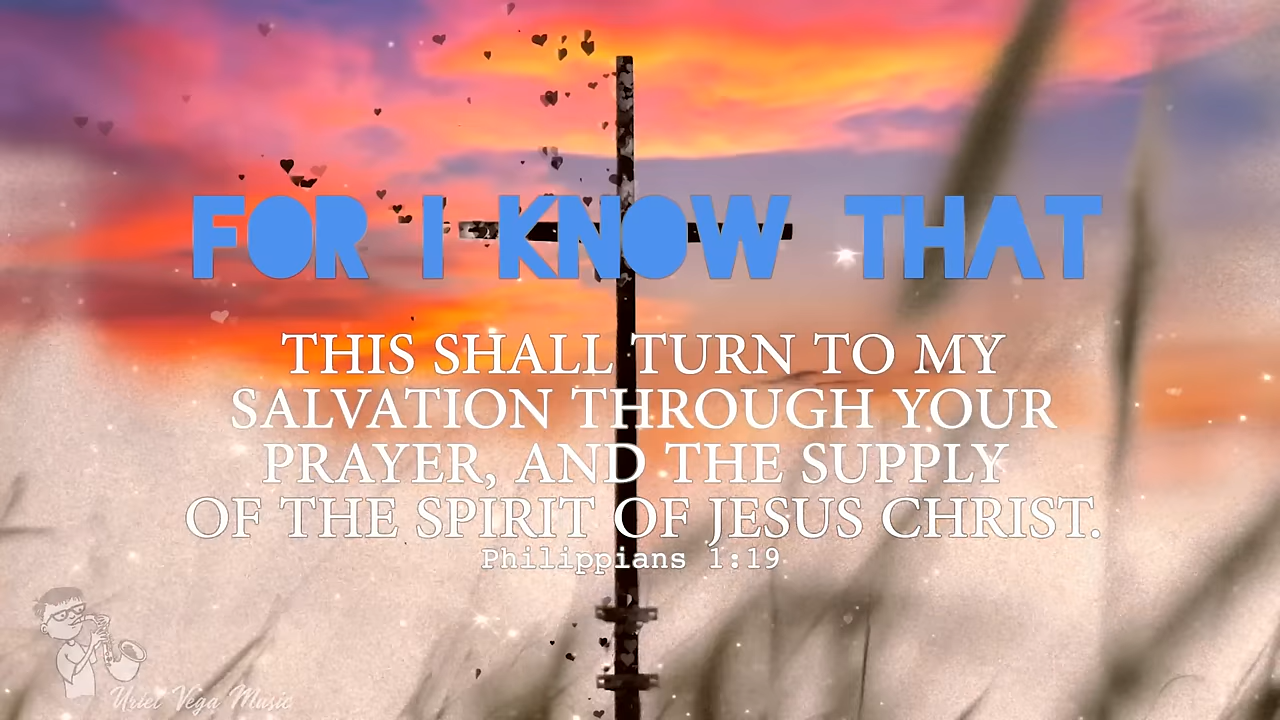 FOR I KNOW THAT
THIS SHALL TURN TO MY
SALVATION THROUGH YOUR
PRAYER, AND THE SUPPLY
OF THE SPIRIT OF JESUS CHRIST.
Philippians 1:19
Uriel Vega Music